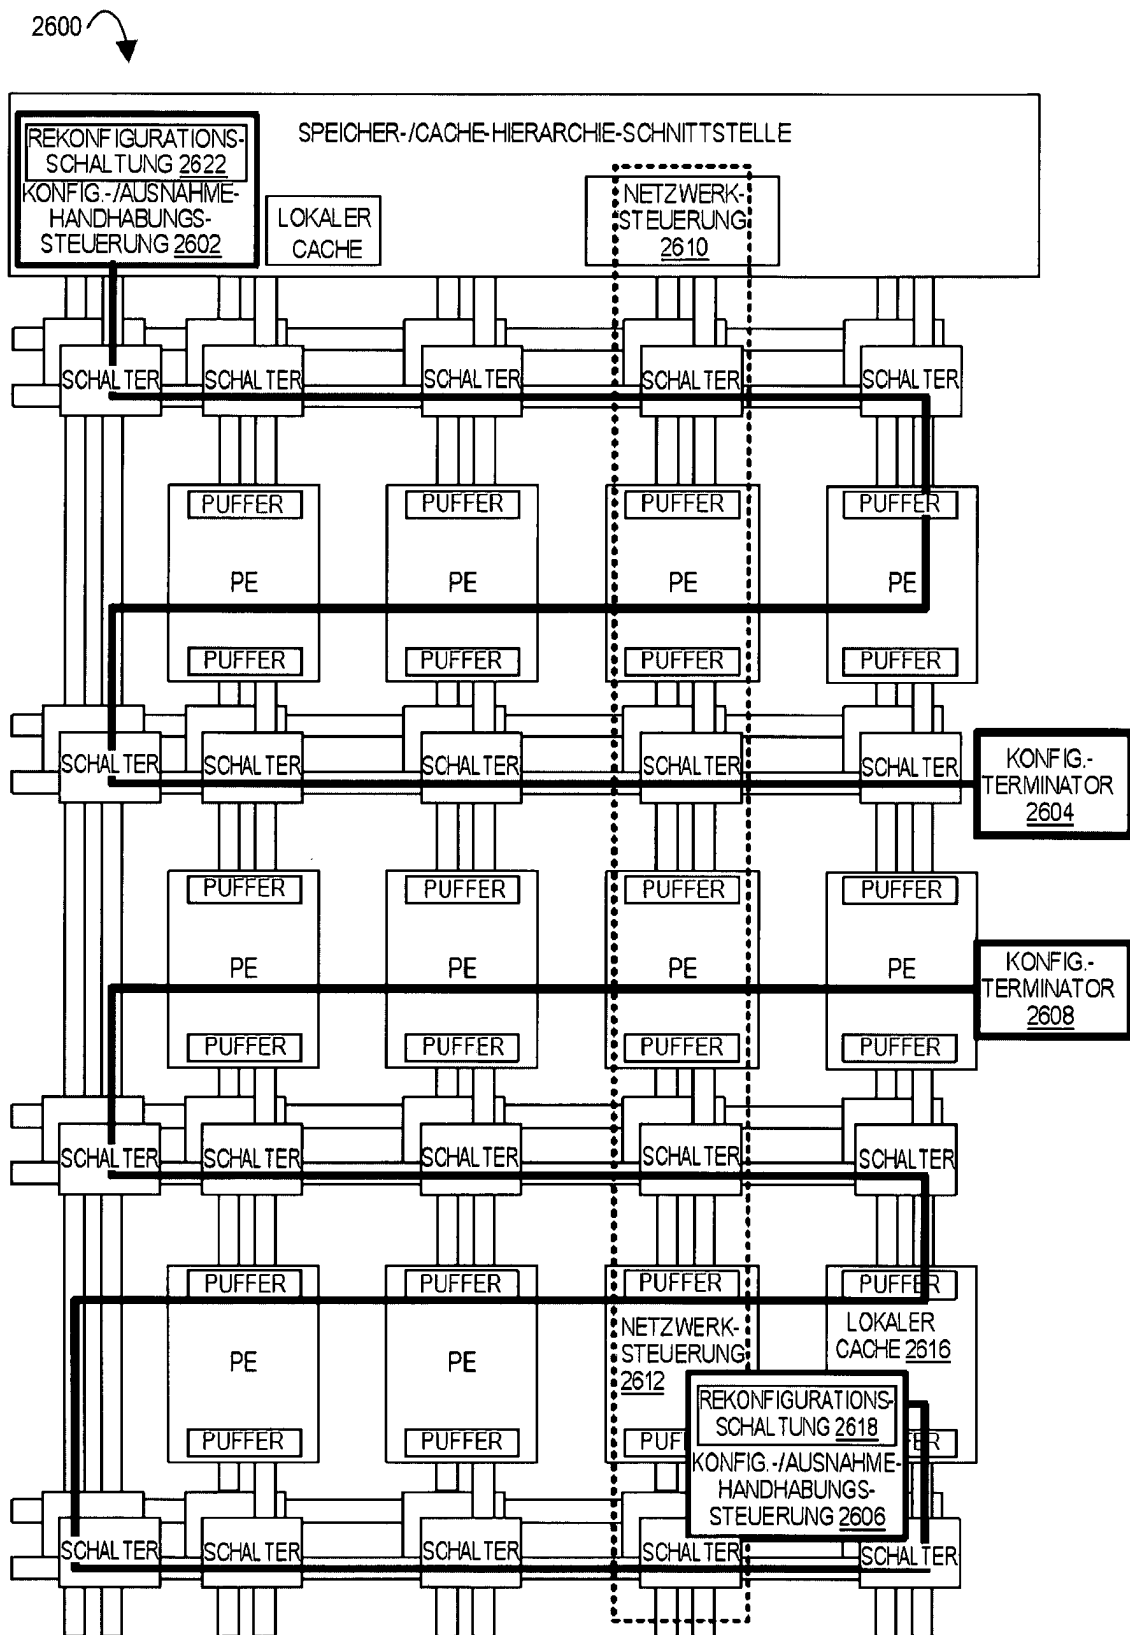 2600
REKONFIGURATIONS-
SCHALTUNG 2622
KONFIG.-/AUSNAHME-
HANDHABUNGS-
STEUERUNG 2602
LOKALER
CACHE
SPEICHER-/CACHE-HIERARCHIE-SCHNITTSTELLE
NETZWERK-
STEUERUNG
2610
SCHALTER SCHALTER SCHALTER SCHALTER SCHALTER
PUFFER PUFFER PUFFER PUFFER
PE PE PE PE
PUFFER PUFFER PUFFER PUFFER
SCHALTER SCHALTER SCHALTER SCHALTER SCHALTER
KONFIG.-
TERMINATOR
2604
PUFFER PUFFER PUFFER PUFFER
PE PE PE PE
KONFIG.-
TERMINATOR
2608
PUFFER PUFFER PUFFER PUFFER
SCHALTER SCHALTER SCHALTER SCHALTER SCHALTER
PUFFER PUFFER PUFFER PUFFER
PE PE
NETZWERK-
STEUERUNG
2612
LOKALER
CACHE 2616
REKONFIGURATIONS-
SCHALTUNG 2618
KONFIG.-/AUSNAHME-
HANDHABUNGS-
STEUERUNG 2606
PUFFER PUFFER PUF FER
SCHALTER SCHALTER SCHALTER SCHALTER SCHALTER